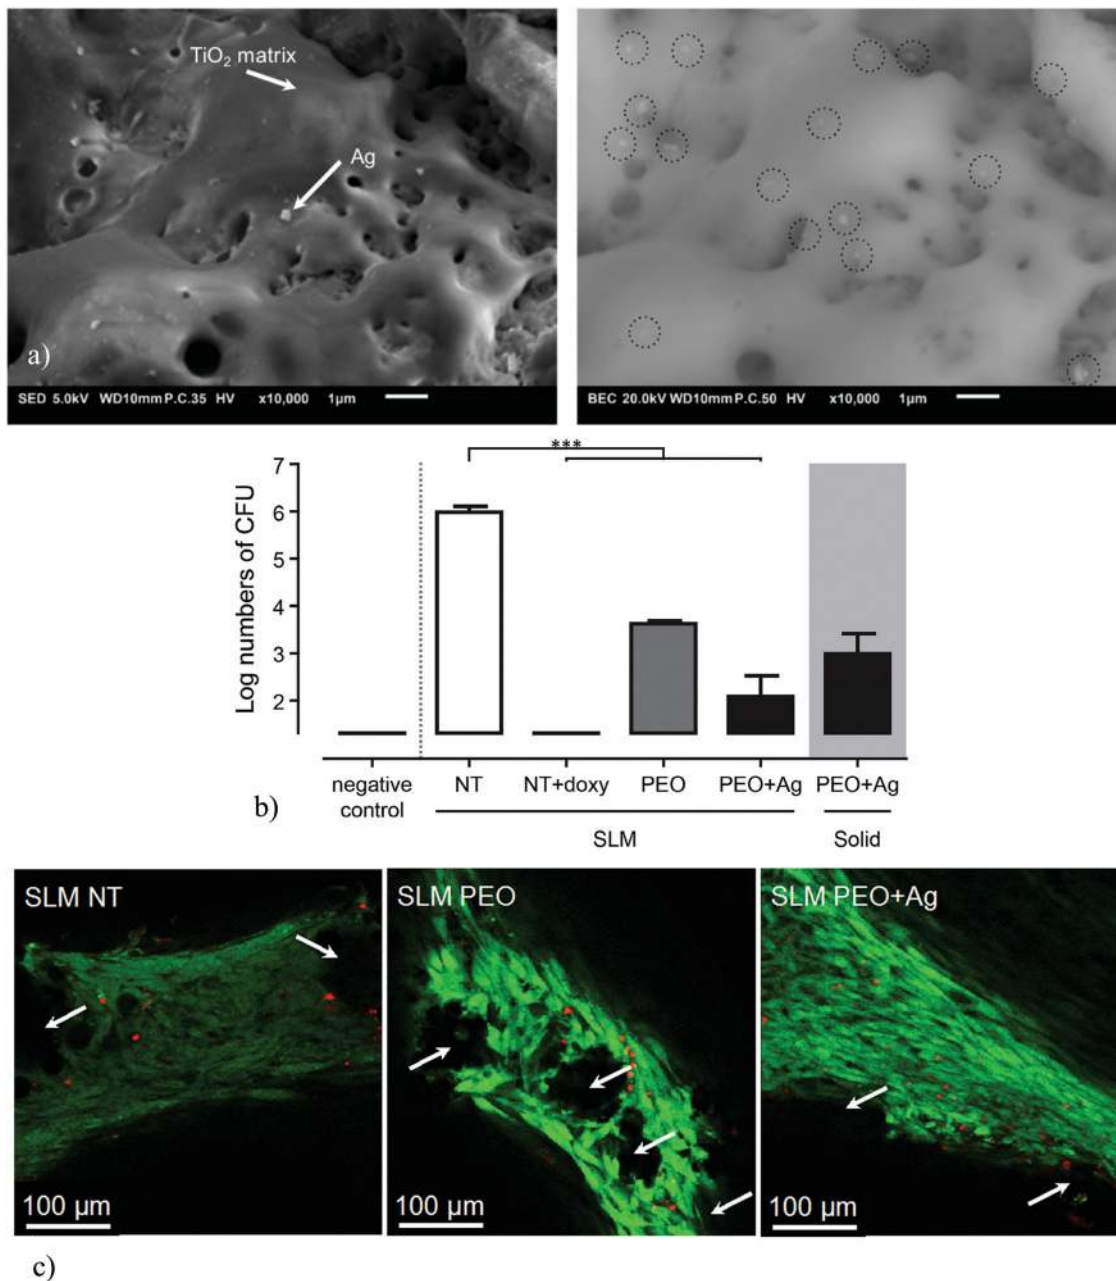 TiO₂ matrix
Ag
a)
SED 5.0kV WD10mm P.C.35 HV x10,000 1µm
BEC 20.0kV WD10mm P.C.50 HV x10,000 1µm
***
Log numbers of CFU
7
6
5
4
3
2
negative control
NT
NT+doxy
PEO
PEO+Ag
PEO+Ag
SLM
Solid
b)
SLM NT
SLM PEO
SLM PEO+Ag
100 µm
100 µm
100 µm
c)